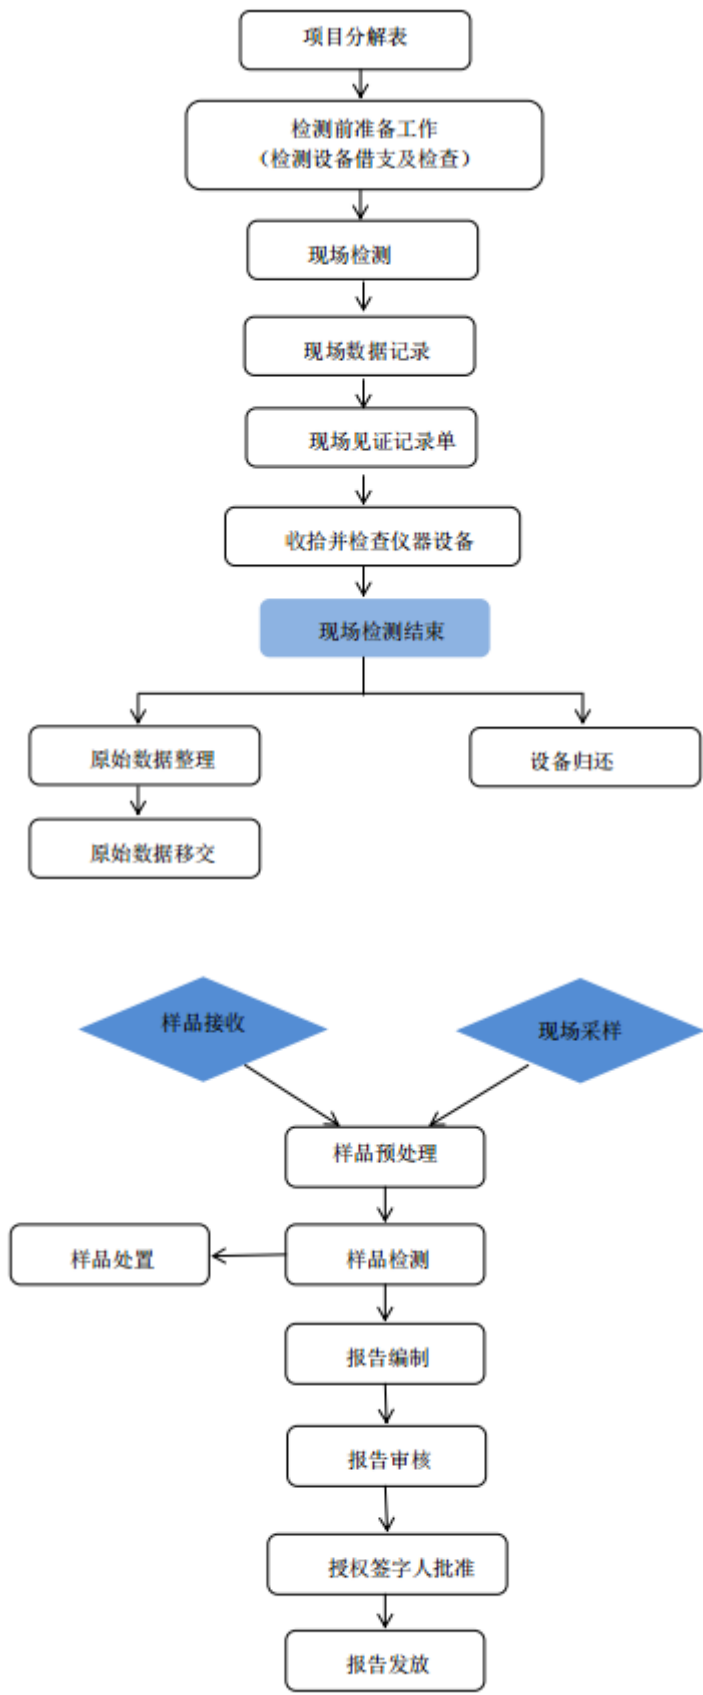 项目分解表
检测前准备工作
（检测设备借支及检查）
现场检测
现场数据记录
现场见证记录单
收拾并检查仪器设备
现场检测结束
原始数据整理
设备归还
原始数据移交
样品接收
现场采样
样品预处理
样品处置
样品检测
报告编制
报告审核
授权签字人批准
报告发放